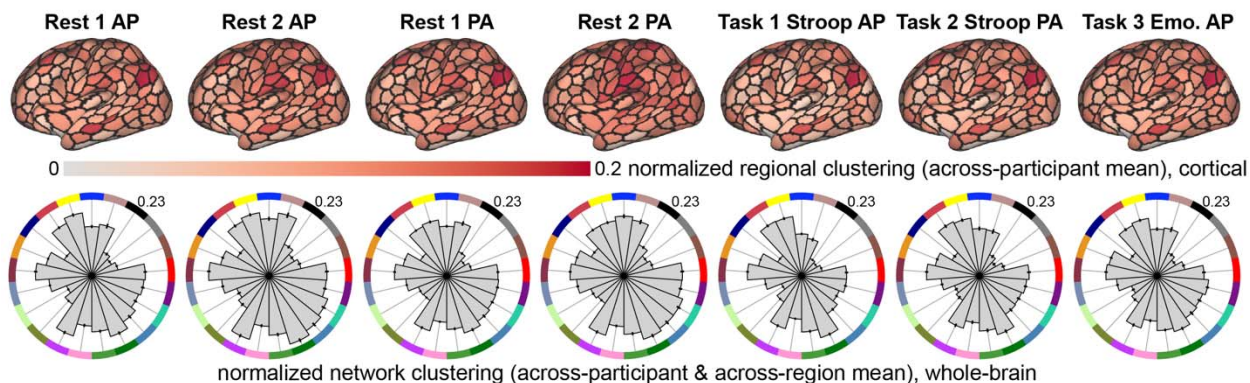 Rest 1 AP Rest 2 AP Rest 1 PA Rest 2 PA Task 1 Stroop AP Task 2 Stroop PA Task 3 Emo. AP
0 0.2 normalized regional clustering (across-participant mean), cortical
0.23 0.23 0.23 0.23 0.23 0.23 0.23
normalized network clustering (across-participant & across-region mean), whole-brain